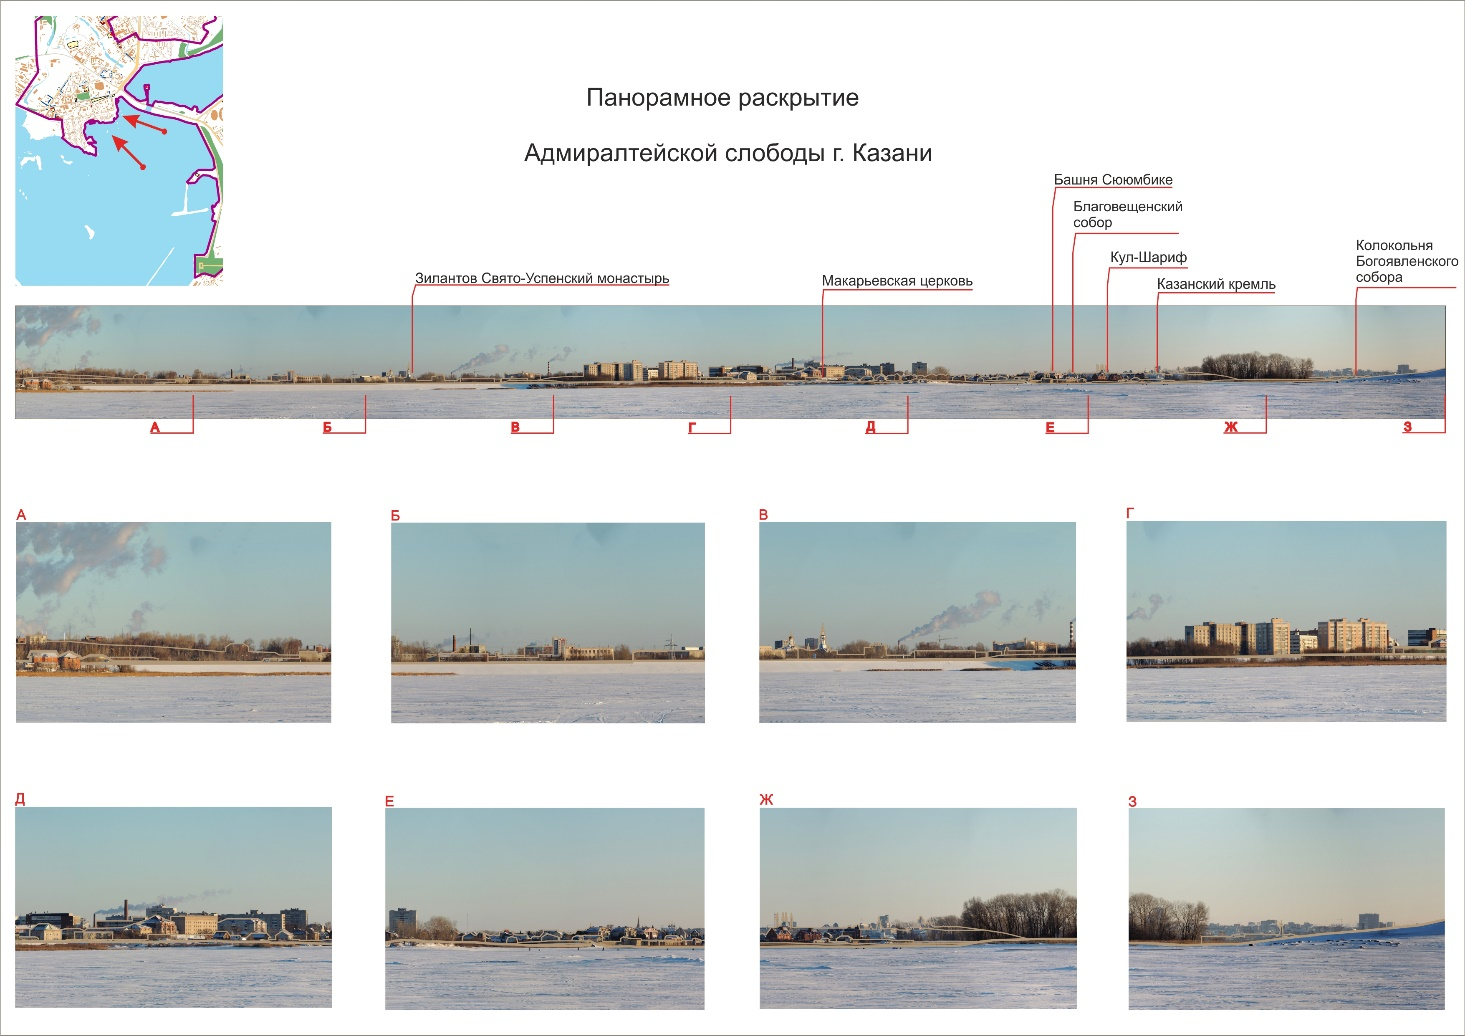 Панорамное раскрытие
Адмиралтейской слободы г. Казани
Башня Сююмбике
Благовещенский
собор
Кул-Шариф
Казанский кремль
Колокольня
Богоявленского
собора
Зилантов Свято-Успенский монастырь
Макарьевская церковь
А
Б
В
Г
Д
Е
Ж
З
А
Б
В
Г
Д
Е
Ж
З